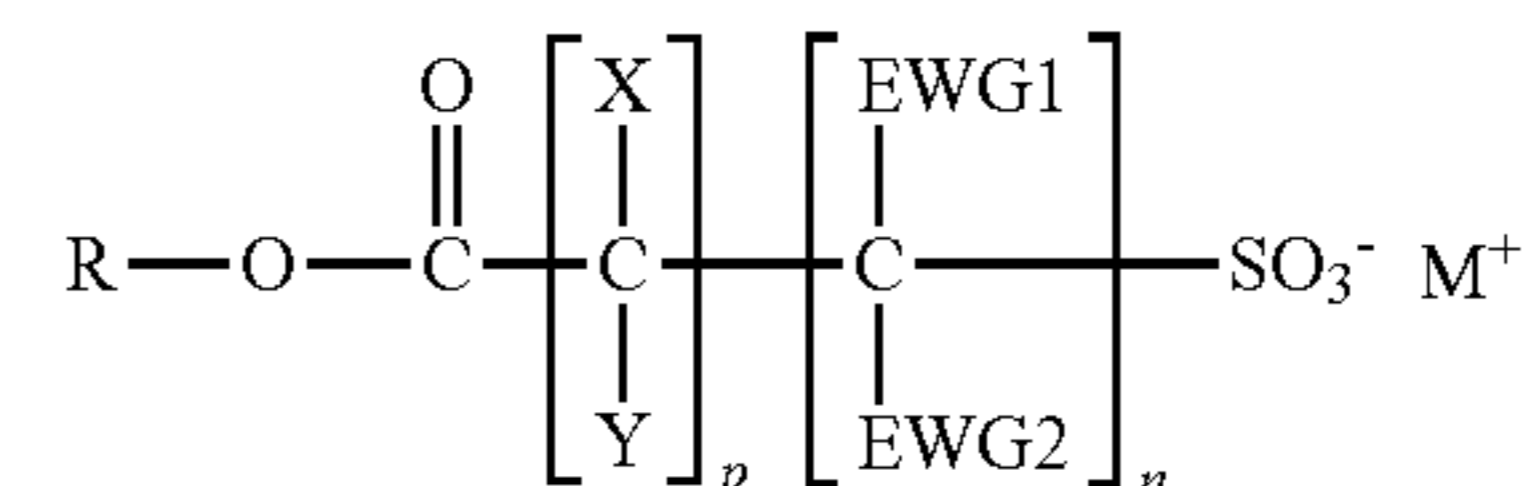 O X EWG1
R—O—C—C—C—SO₃⁻ M⁺
Y p EWG2 n